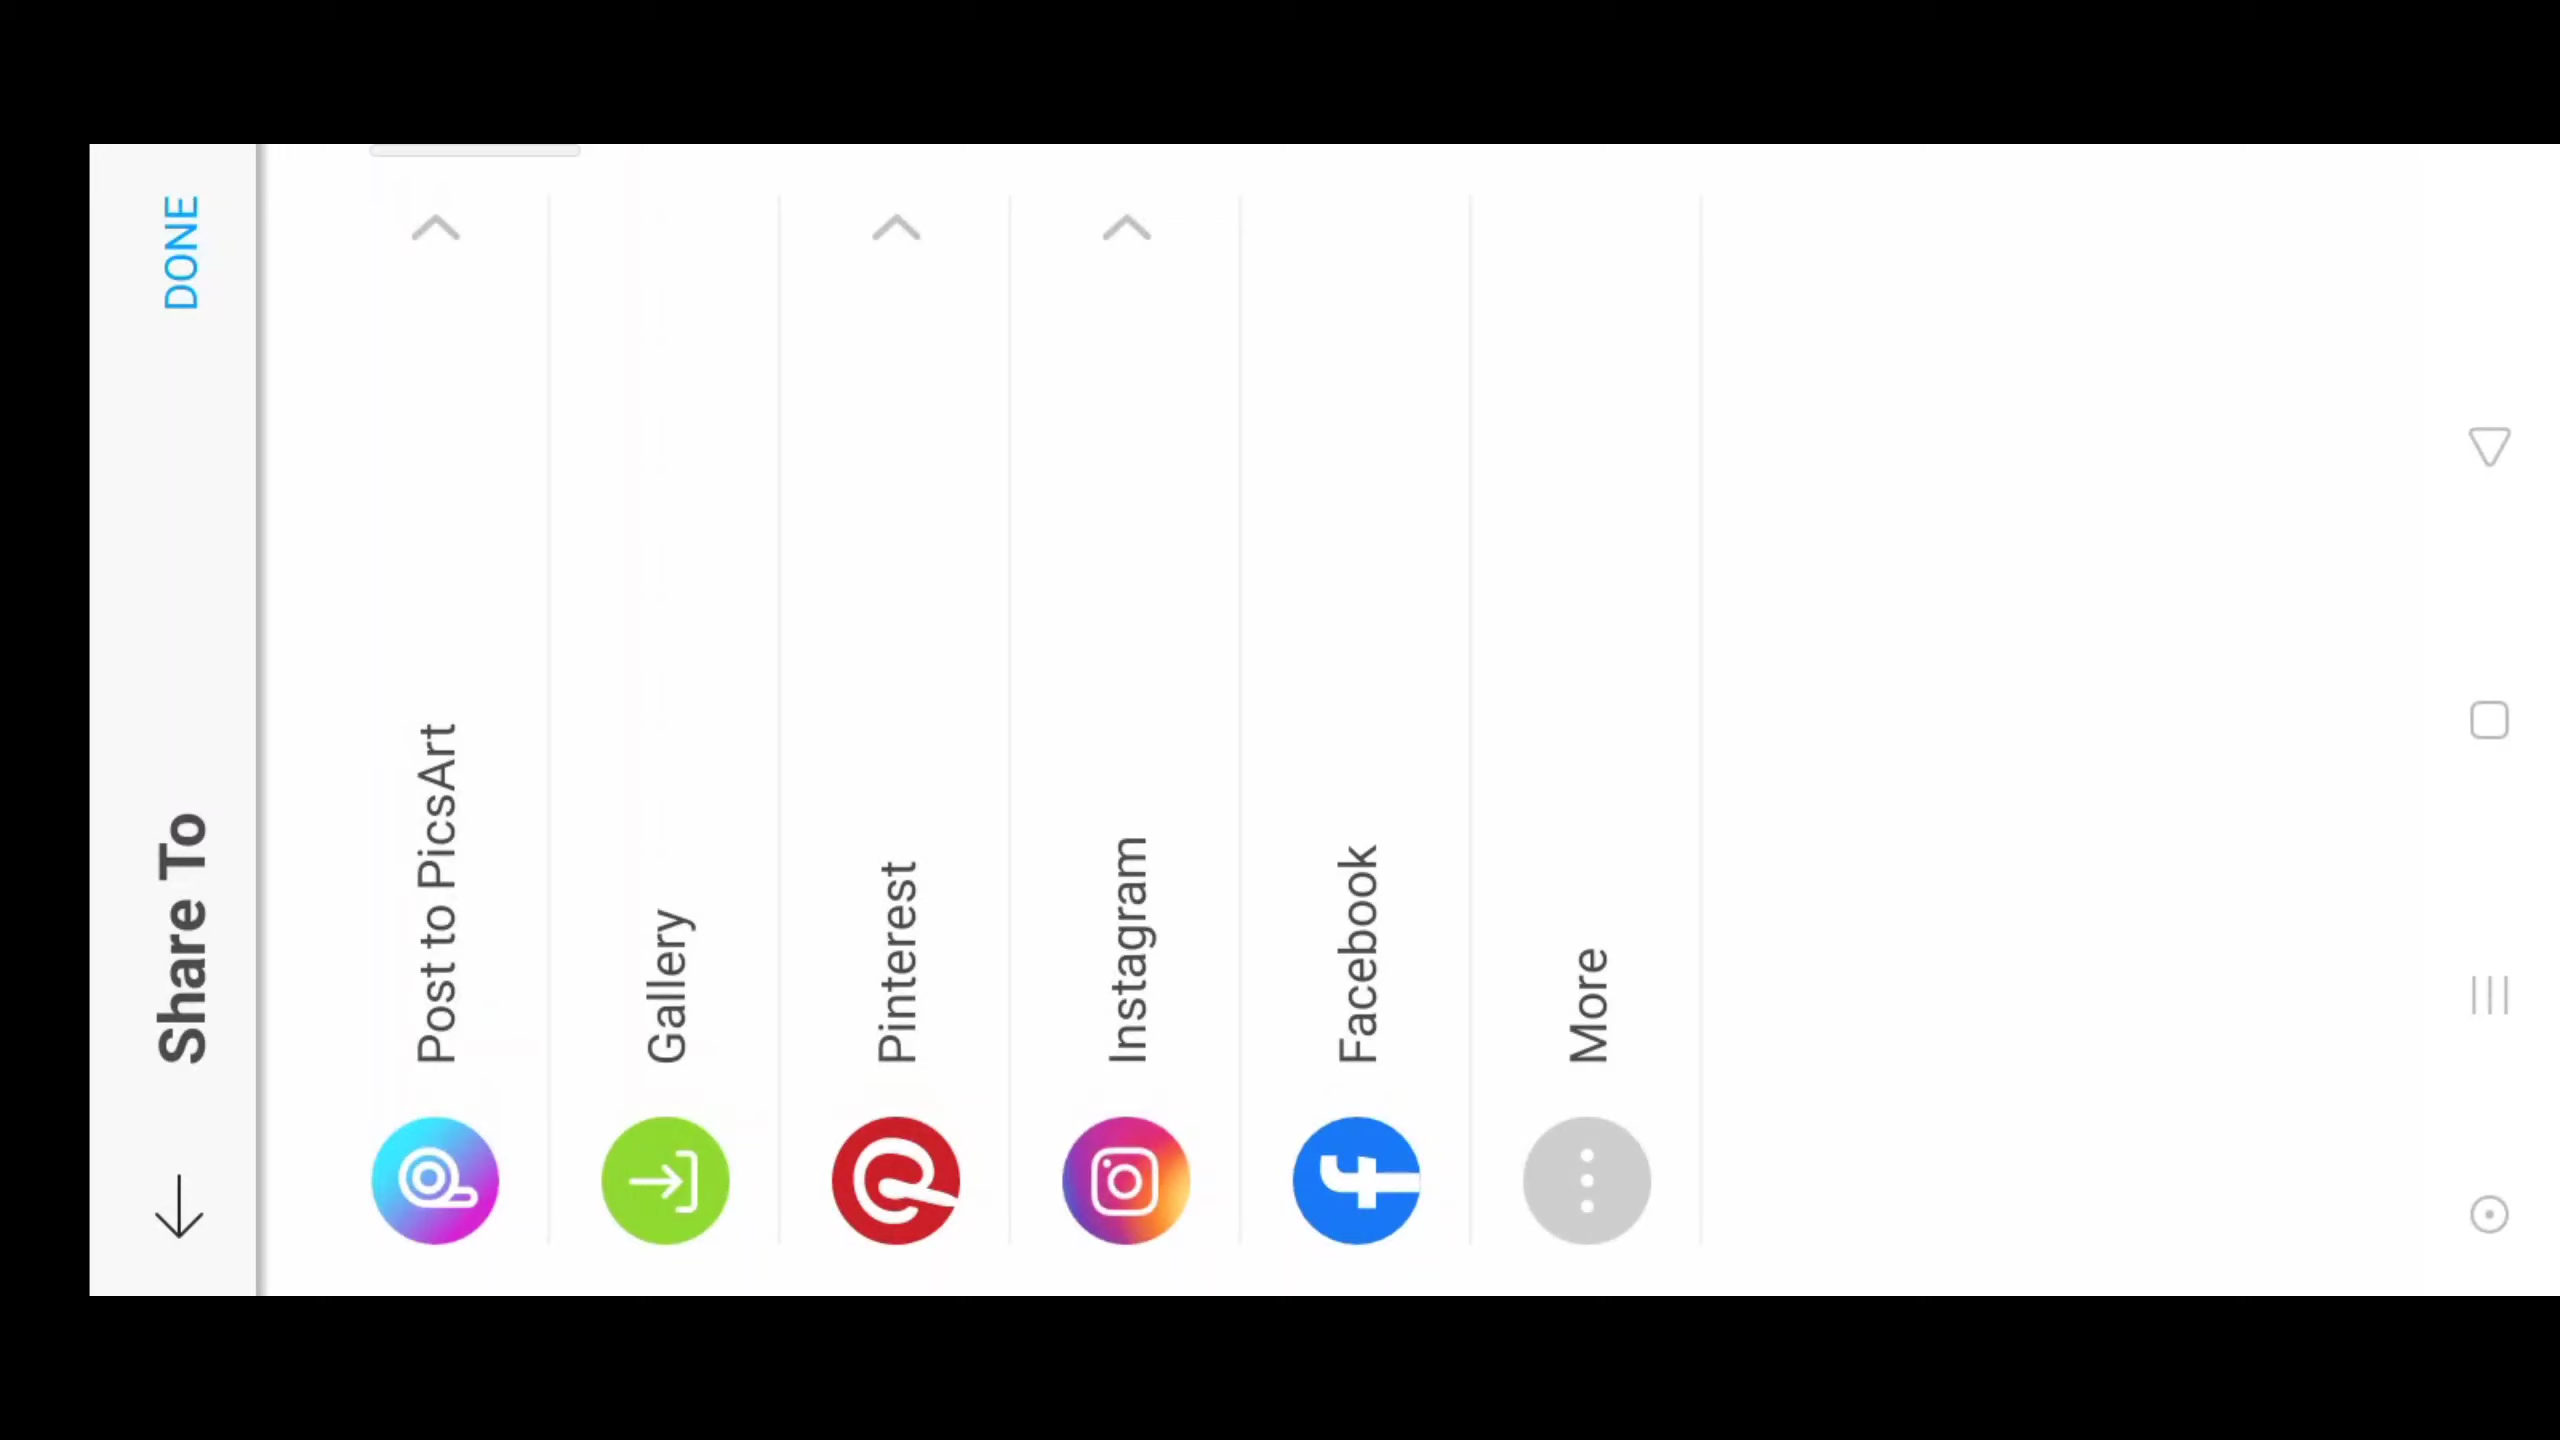 Share To
DONE
Post to PicsArt
Gallery
Pinterest
Instagram
Facebook
More